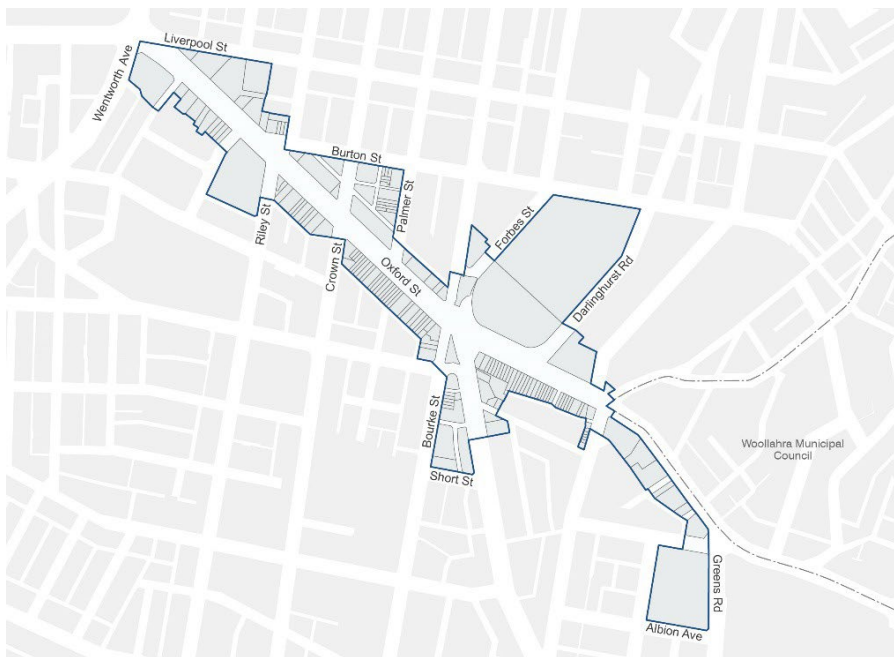 Liverpool St
Wentworth Ave
Burton St
Palmer St
Riley St
Crown St
Oxford St
Forbes St
Darlinghurst Rd
Bourke St
Short St
Woollahra Municipal
Council
Greens Rd
Albion Ave